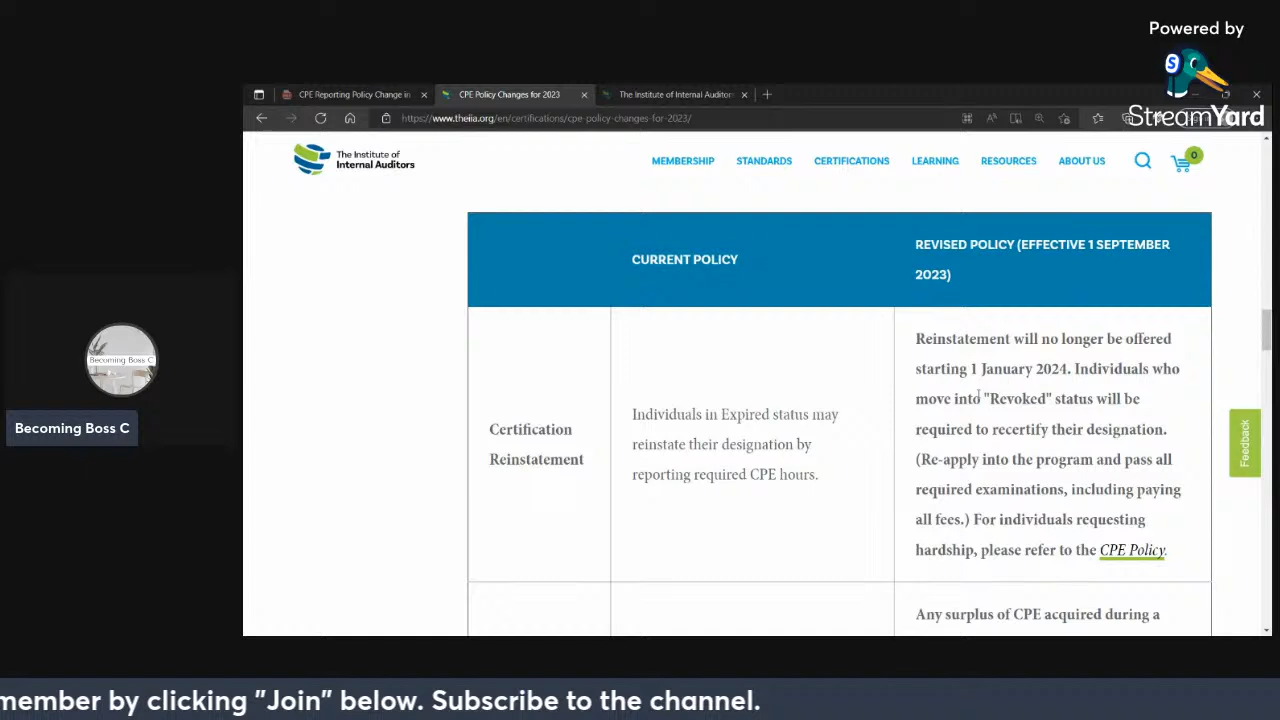 Powered by
S
StreamYard
CPE Reporting Policy Change in
CPE Policy Changes for 2023
The Institute of Internal Auditors
https://www.theiia.org/en/certifications/cpe-policy-changes-for-2023/
The Institute of
Internal Auditors
MEMBERSHIP
STANDARDS
CERTIFICATIONS
LEARNING
RESOURCES
ABOUT US
0
CURRENT POLICY
REVISED POLICY (EFFECTIVE 1 SEPTEMBER
2023)
Certification
Reinstatement
Individuals in Expired status may
reinstate their designation by
reporting required CPE hours.
Reinstatement will no longer be offered
starting 1 January 2024. Individuals who
move into "Revoked" status will be
required to recertify their designation.
(Re-apply into the program and pass all
required examinations, including paying
all fees.) For individuals requesting
hardship, please refer to the CPE Policy.
Any surplus of CPE acquired during a
Feedback
Becoming Boss C
Becoming Boss C
member by clicking "Join" below. Subscribe to the channel.